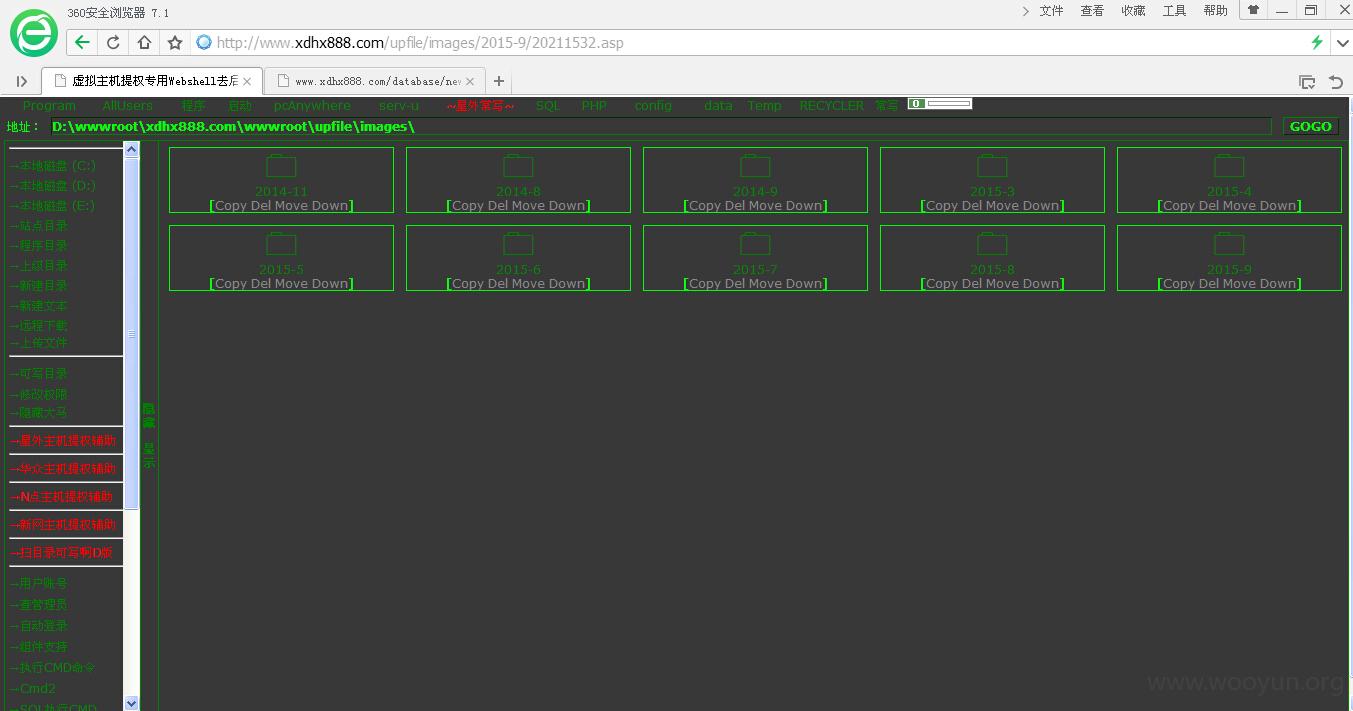 360安全浏览器 7.1
文件 查看 收藏 工具 帮助
http://www.xdhx888.com/upfile/images/2015-9/20211532.asp
虚拟主机提权专用Webshell去后
www.xdhx888.com/database/new
Program AllUsers 程序 启动 pcAnywhere serv-u ~星外常写~ SQL PHP config data Temp RECYCLER 常写 0
地址： D:\wwwroot\xdhx888.com\wwwroot\upfile\images\ GOGO
→本地磁盘 (C:)
→本地磁盘 (D:)
→本地磁盘 (E:)
→站点目录
→程序目录
→上级目录
→新建目录
→新建文本
→远程下载
→上传文件
→可写目录
→修改权限
→隐藏大马
→星外主机提权辅助
→华众主机提权辅助
→N点主机提权辅助
→新网主机提权辅助
→扫目录可写啊D版
→用户账号
→查管理员
→自动登录
→组件支持
→执行CMD命令
→Cmd2
→SQL执行CMD
隐藏
显示
2014-11 2014-8 2014-9 2015-3 2015-4
[Copy Del Move Down] [Copy Del Move Down] [Copy Del Move Down] [Copy Del Move Down] [Copy Del Move Down]
2015-5 2015-6 2015-7 2015-8 2015-9
[Copy Del Move Down] [Copy Del Move Down] [Copy Del Move Down] [Copy Del Move Down] [Copy Del Move Down]
www.wooyun.org